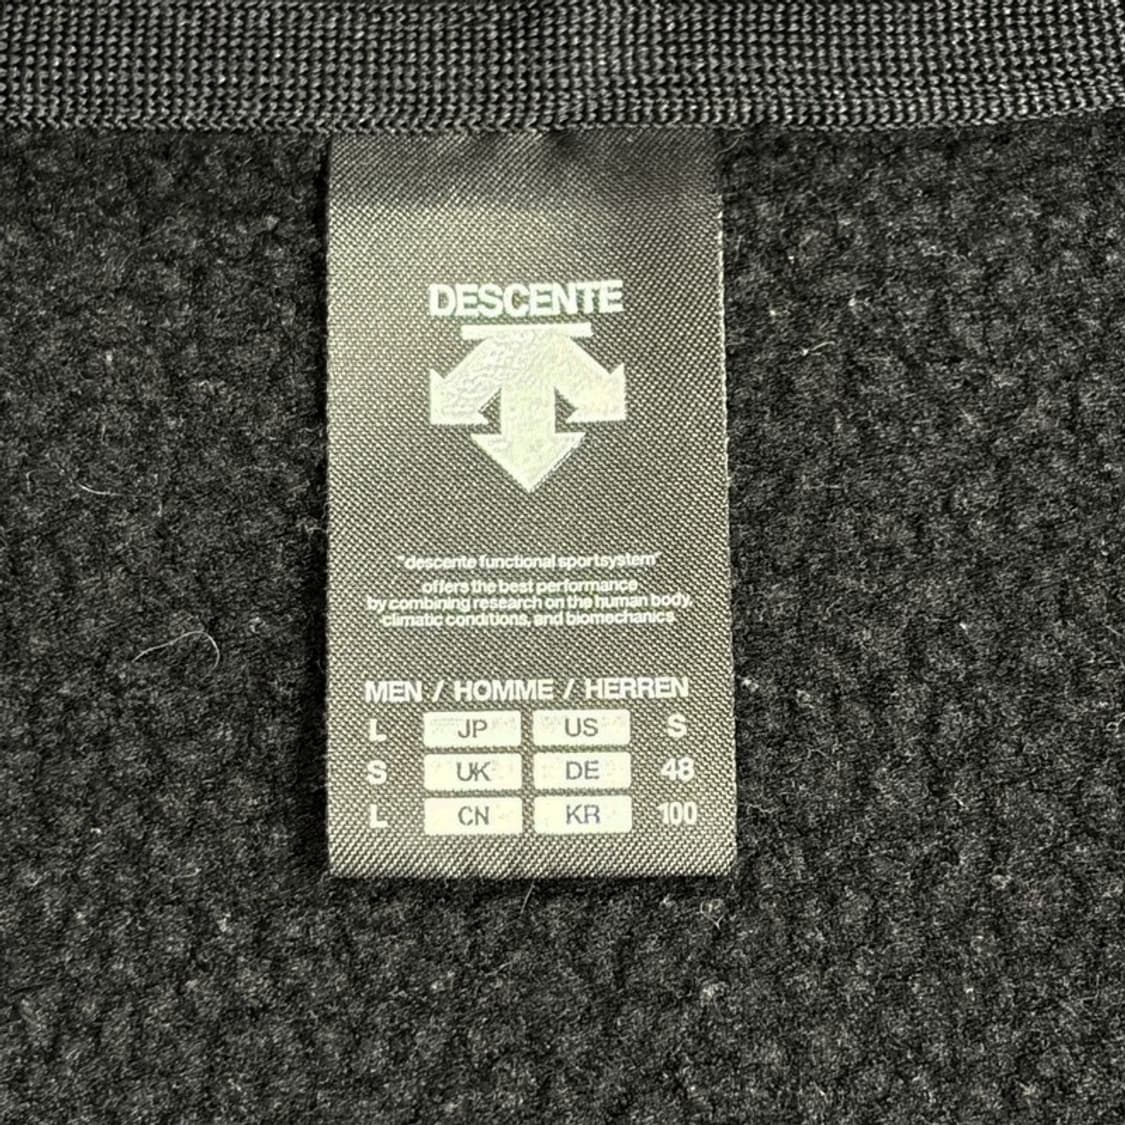 DESCENTE
"descente functional sportsystem"
offers the best performance
by combining research on the human body,
climatic conditions, and biomechanics
MEN / HOMME / HERREN
L JP US S
S UK DE 48
L CN KR 100